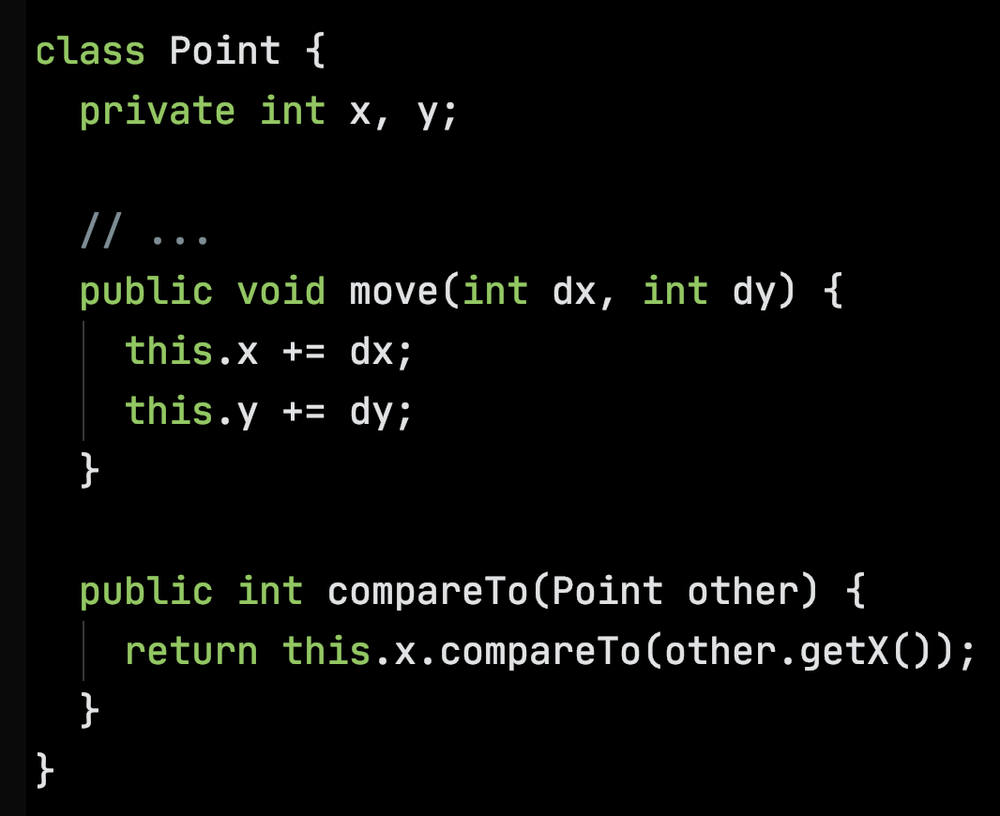 class Point {
  private int x, y;

  // ...
  public void move(int dx, int dy) {
    this.x += dx;
    this.y += dy;
  }

  public int compareTo(Point other) {
    return this.x.compareTo(other.getX());
  }
}